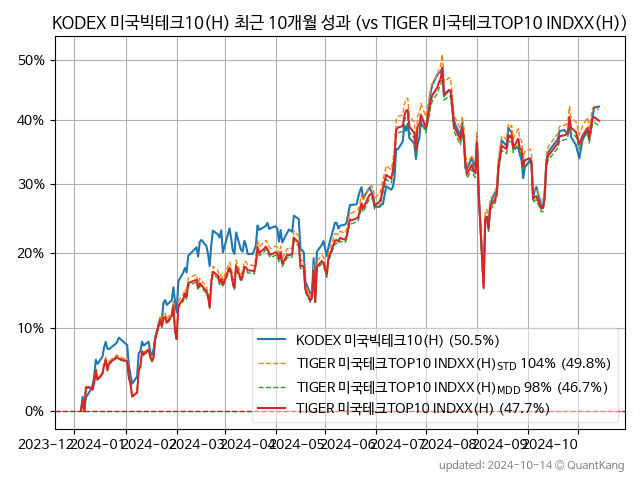 KODEX 미국빅테크10(H) 최근 10개월 성과 (vs TIGER 미국테크TOP10 INDXX(H))
50%
40%
30%
20%
10%
0%
KODEX 미국빅테크10(H) (50.5%)
TIGER 미국테크TOP10 INDXX(H)STD 104% (49.8%)
TIGER 미국테크TOP10 INDXX(H)MDD 98% (46.7%)
TIGER 미국테크TOP10 INDXX(H) (47.7%)
2023-12 2024-01 2024-02 2024-03 2024-04 2024-05 2024-06 2024-07 2024-08 2024-09 2024-10
updated: 2024-10-14 © QuantKang